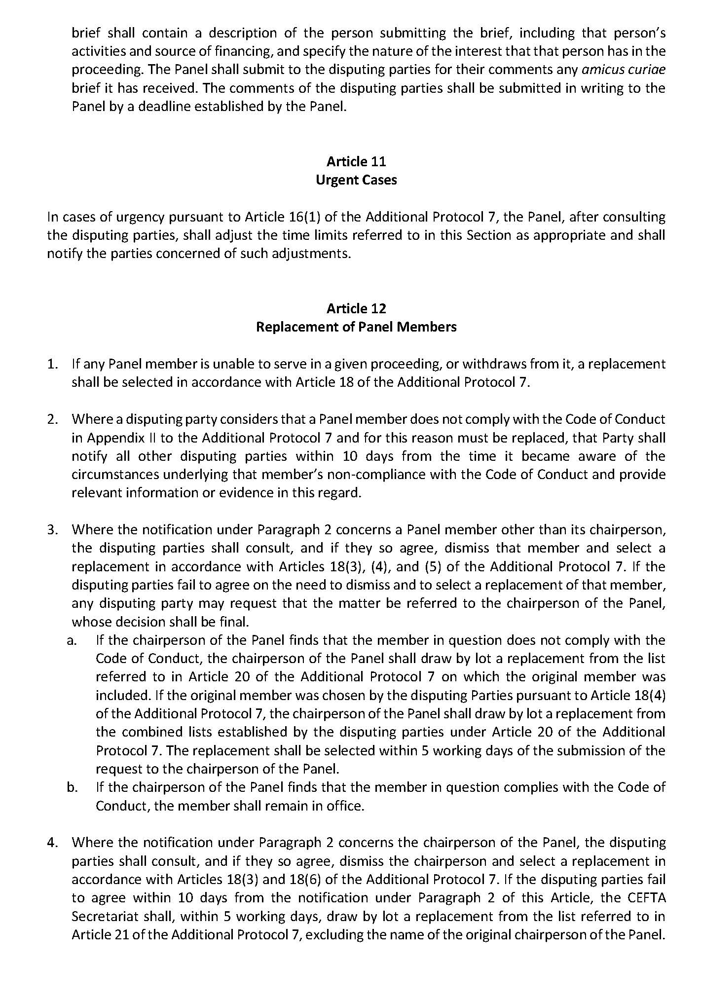 brief shall contain a description of the person submitting the brief, including that person’s
activities and source of financing, and specify the nature of the interest that that person has in the
proceeding. The Panel shall submit to the disputing parties for their comments any amicus curiae
brief it has received. The comments of the disputing parties shall be submitted in writing to the
Panel by a deadline established by the Panel.
Article 11
Urgent Cases
In cases of urgency pursuant to Article 16(1) of the Additional Protocol 7, the Panel, after consulting
the disputing parties, shall adjust the time limits referred to in this Section as appropriate and shall
notify the parties concerned of such adjustments.
Article 12
Replacement of Panel Members
1. If any Panel member is unable to serve in a given proceeding, or withdraws from it, a replacement
shall be selected in accordance with Article 18 of the Additional Protocol 7.
2. Where a disputing party considers that a Panel member does not comply with the Code of Conduct
in Appendix II to the Additional Protocol 7 and for this reason must be replaced, that Party shall
notify all other disputing parties within 10 days from the time it became aware of the
circumstances underlying that member’s non-compliance with the Code of Conduct and provide
relevant information or evidence in this regard.
3. Where the notification under Paragraph 2 concerns a Panel member other than its chairperson,
the disputing parties shall consult, and if they so agree, dismiss that member and select a
replacement in accordance with Articles 18(3), (4), and (5) of the Additional Protocol 7. If the
disputing parties fail to agree on the need to dismiss and to select a replacement of that member,
any disputing party may request that the matter be referred to the chairperson of the Panel,
whose decision shall be final.
a. If the chairperson of the Panel finds that the member in question does not comply with the
Code of Conduct, the chairperson of the Panel shall draw by lot a replacement from the list
referred to in Article 20 of the Additional Protocol 7 on which the original member was
included. If the original member was chosen by the disputing Parties pursuant to Article 18(4)
of the Additional Protocol 7, the chairperson of the Panel shall draw by lot a replacement from
the combined lists established by the disputing parties under Article 20 of the Additional
Protocol 7. The replacement shall be selected within 5 working days of the submission of the
request to the chairperson of the Panel.
b. If the chairperson of the Panel finds that the member in question complies with the Code of
Conduct, the member shall remain in office.
4. Where the notification under Paragraph 2 concerns the chairperson of the Panel, the disputing
parties shall consult, and if they so agree, dismiss the chairperson and select a replacement in
accordance with Articles 18(3) and 18(6) of the Additional Protocol 7. If the disputing parties fail
to agree within 10 days from the notification under Paragraph 2 of this Article, the CEFTA
Secretariat shall, within 5 working days, draw by lot a replacement from the list referred to in
Article 21 of the Additional Protocol 7, excluding the name of the original chairperson of the Panel.